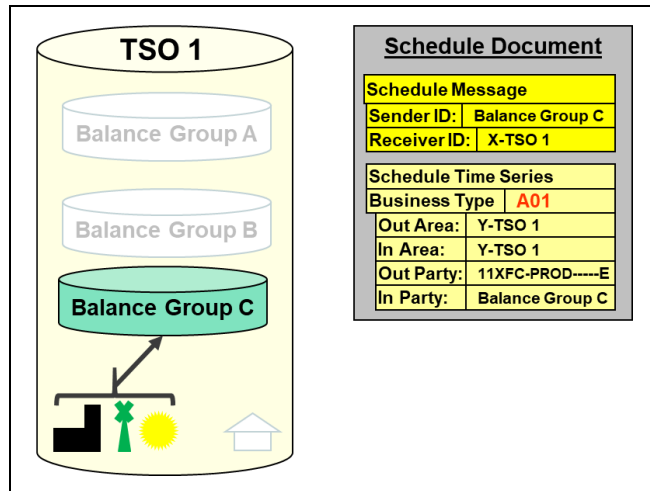 TSO 1
Balance Group A
Balance Group B
Balance Group C
Schedule Document
Schedule Message
Sender ID: Balance Group C
Receiver ID: X-TSO 1
Schedule Time Series
Business Type A01
Out Area: Y-TSO 1
In Area: Y-TSO 1
Out Party: 11XFC-PROD-----E
In Party: Balance Group C